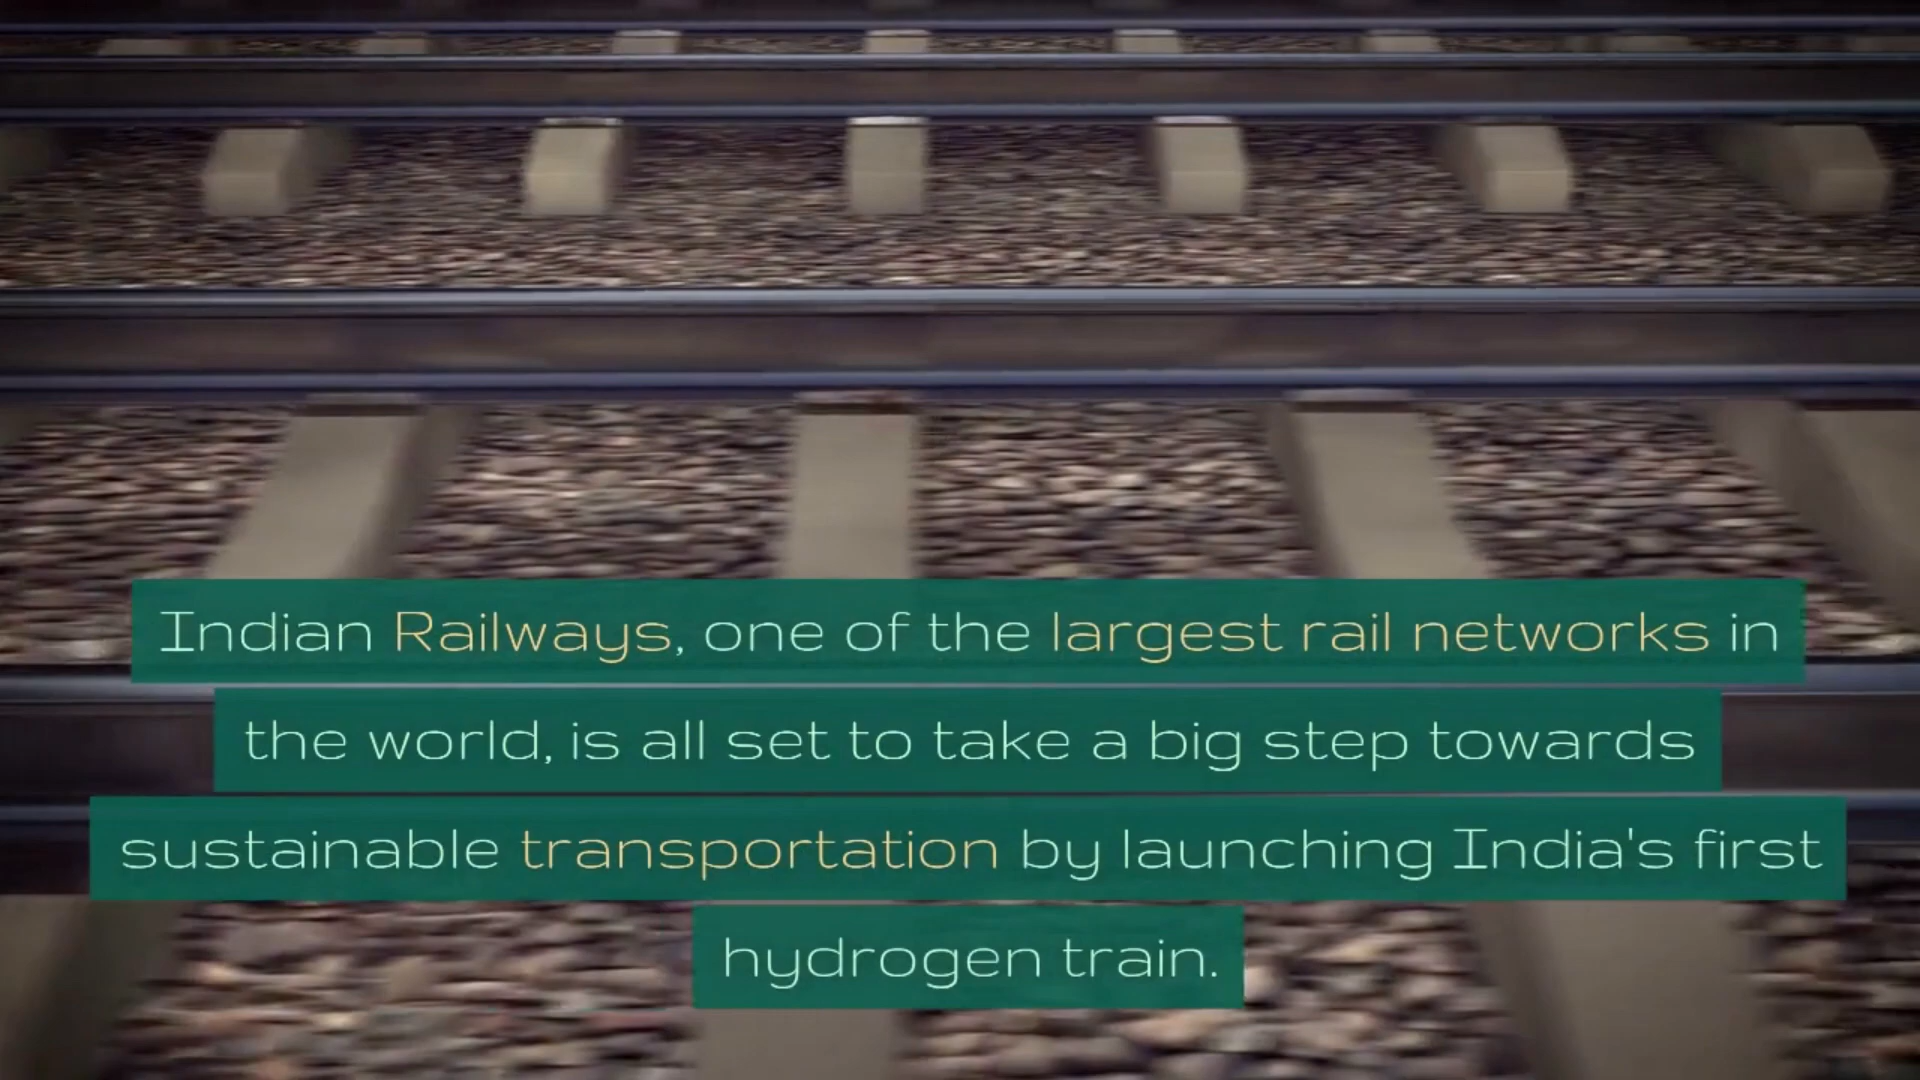 Indian Railways, one of the largest rail networks in
the world, is all set to take a big step towards
sustainable transportation by launching India's first
hydrogen train.